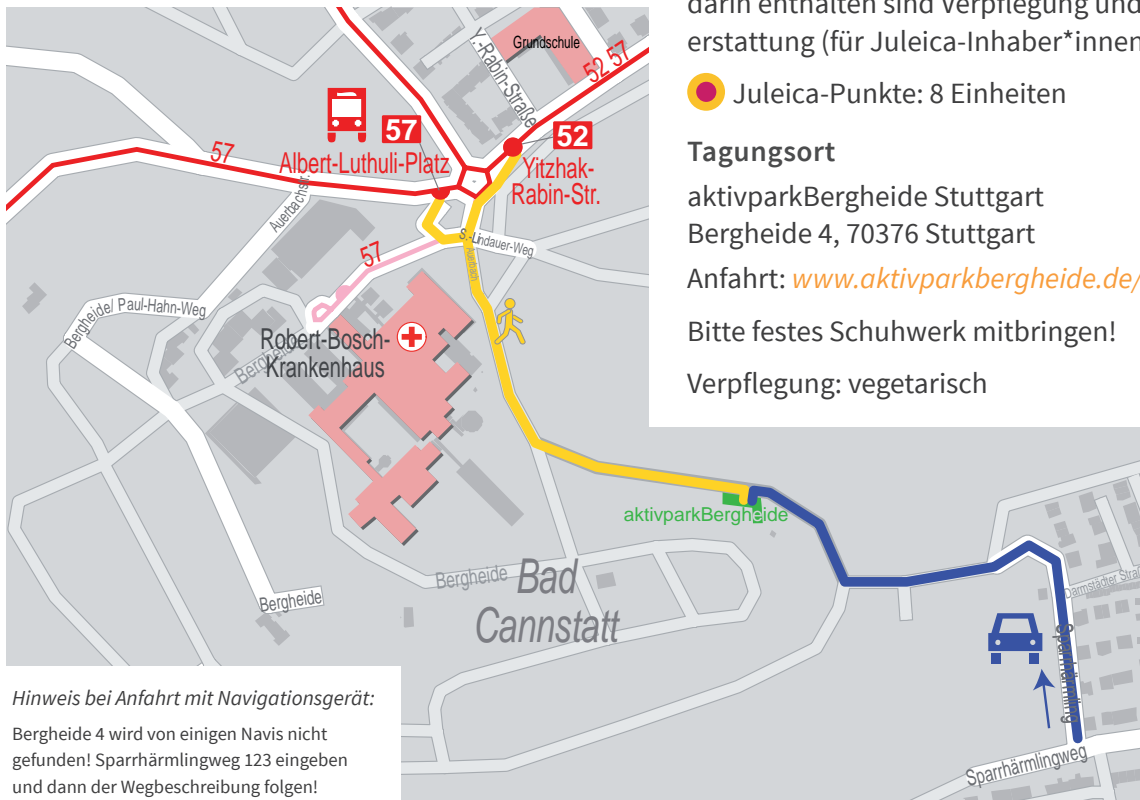 darin enthalten sind Verpflegung und
erstattung (für Juleica-Inhaber*innen
Juleica-Punkte: 8 Einheiten
Tagungsort
aktivparkBergheide Stuttgart
Bergheide 4, 70376 Stuttgart
Anfahrt: www.aktivparkbergheide.de/
Bitte festes Schuhwerk mitbringen!
Verpflegung: vegetarisch
Grundschule
Y.-Rabin-Straße
52 57
57
Albert-Luthuli-Platz
52
Yitzhak-
Rabin-Str.
57
Auerbachstr.
S.-Lindauer-Weg
Auerbach
57
Bergheide/ Paul-Hahn-Weg
Robert-Bosch-
Krankenhaus
Bergheide
aktivparkBergheide
Bergheide
Bad
Cannstatt
Bergheide
Darmstädter Straß
Sparrhärmling
Sparrhärmlingweg
Hinweis bei Anfahrt mit Navigationsgerät:
Bergheide 4 wird von einigen Navis nicht
gefunden! Sparrhärmlingweg 123 eingeben
und dann der Wegbeschreibung folgen!